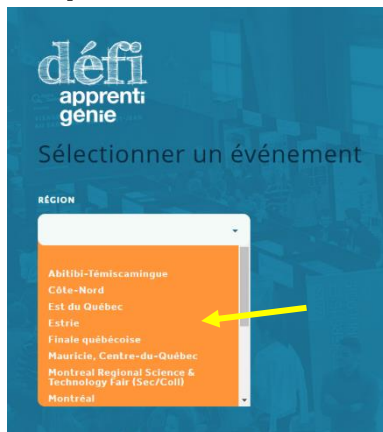 défi
apprenti
génie
Sélectionner un événement
RÉGION
Abitibi-Témiscamingue
Côte-Nord
Est du Québec
Estrie
Finale québécoise
Mauricie, Centre-du-Québec
Montreal Regional Science &
Technology Fair (Sec/Coll)
Montréal